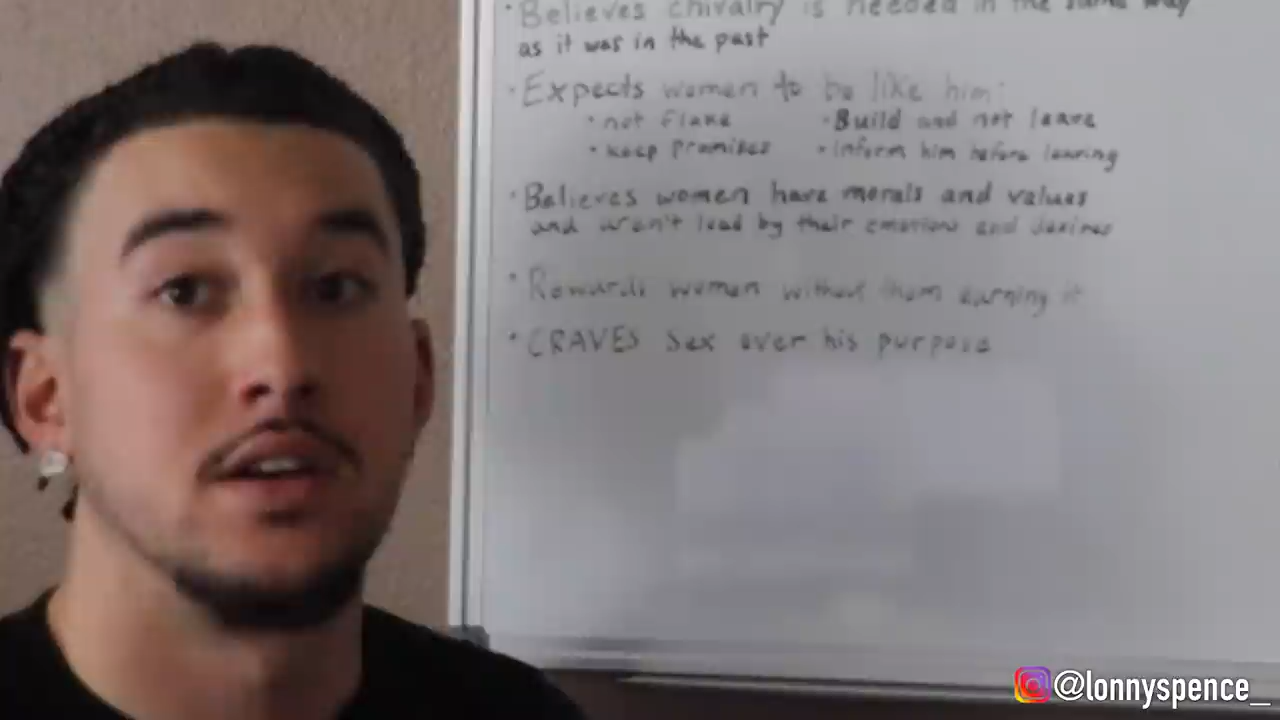 • Believes chivalry is needed in the same way
as it was in the past
• Expects women to be like him:
• not flake • Build and not leave
• keep promises • inform him before leaving
• Believes women have morals and values
and aren't lead by their emotions and desires
• Rewards women without them earning it
• CRAVES sex over his purpose
@lonnyspence_